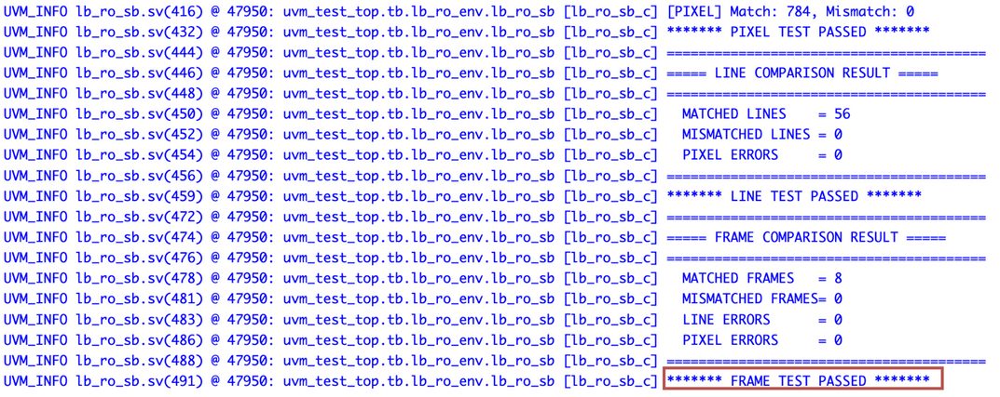 UVM_INFO lb_ro_sb.sv(416) @ 47950: uvm_test_top.tb.lb_ro_env.lb_ro_sb [lb_ro_sb_c] [PIXEL] Match: 784, Mismatch: 0
UVM_INFO lb_ro_sb.sv(432) @ 47950: uvm_test_top.tb.lb_ro_env.lb_ro_sb [lb_ro_sb_c] ******* PIXEL TEST PASSED *******
UVM_INFO lb_ro_sb.sv(444) @ 47950: uvm_test_top.tb.lb_ro_env.lb_ro_sb [lb_ro_sb_c] ========================================
UVM_INFO lb_ro_sb.sv(446) @ 47950: uvm_test_top.tb.lb_ro_env.lb_ro_sb [lb_ro_sb_c] ===== LINE COMPARISON RESULT =====
UVM_INFO lb_ro_sb.sv(448) @ 47950: uvm_test_top.tb.lb_ro_env.lb_ro_sb [lb_ro_sb_c] ========================================
UVM_INFO lb_ro_sb.sv(450) @ 47950: uvm_test_top.tb.lb_ro_env.lb_ro_sb [lb_ro_sb_c]   MATCHED LINES    = 56
UVM_INFO lb_ro_sb.sv(452) @ 47950: uvm_test_top.tb.lb_ro_env.lb_ro_sb [lb_ro_sb_c]   MISMATCHED LINES = 0
UVM_INFO lb_ro_sb.sv(454) @ 47950: uvm_test_top.tb.lb_ro_env.lb_ro_sb [lb_ro_sb_c]   PIXEL ERRORS     = 0
UVM_INFO lb_ro_sb.sv(456) @ 47950: uvm_test_top.tb.lb_ro_env.lb_ro_sb [lb_ro_sb_c] ========================================
UVM_INFO lb_ro_sb.sv(459) @ 47950: uvm_test_top.tb.lb_ro_env.lb_ro_sb [lb_ro_sb_c] ******* LINE TEST PASSED *******
UVM_INFO lb_ro_sb.sv(472) @ 47950: uvm_test_top.tb.lb_ro_env.lb_ro_sb [lb_ro_sb_c] ========================================
UVM_INFO lb_ro_sb.sv(474) @ 47950: uvm_test_top.tb.lb_ro_env.lb_ro_sb [lb_ro_sb_c] ===== FRAME COMPARISON RESULT =====
UVM_INFO lb_ro_sb.sv(476) @ 47950: uvm_test_top.tb.lb_ro_env.lb_ro_sb [lb_ro_sb_c] ========================================
UVM_INFO lb_ro_sb.sv(478) @ 47950: uvm_test_top.tb.lb_ro_env.lb_ro_sb [lb_ro_sb_c]   MATCHED FRAMES   = 8
UVM_INFO lb_ro_sb.sv(481) @ 47950: uvm_test_top.tb.lb_ro_env.lb_ro_sb [lb_ro_sb_c]   MISMATCHED FRAMES= 0
UVM_INFO lb_ro_sb.sv(483) @ 47950: uvm_test_top.tb.lb_ro_env.lb_ro_sb [lb_ro_sb_c]   LINE ERRORS      = 0
UVM_INFO lb_ro_sb.sv(486) @ 47950: uvm_test_top.tb.lb_ro_env.lb_ro_sb [lb_ro_sb_c]   PIXEL ERRORS     = 0
UVM_INFO lb_ro_sb.sv(488) @ 47950: uvm_test_top.tb.lb_ro_env.lb_ro_sb [lb_ro_sb_c] ========================================
UVM_INFO lb_ro_sb.sv(491) @ 47950: uvm_test_top.tb.lb_ro_env.lb_ro_sb [lb_ro_sb_c] ******* FRAME TEST PASSED *******